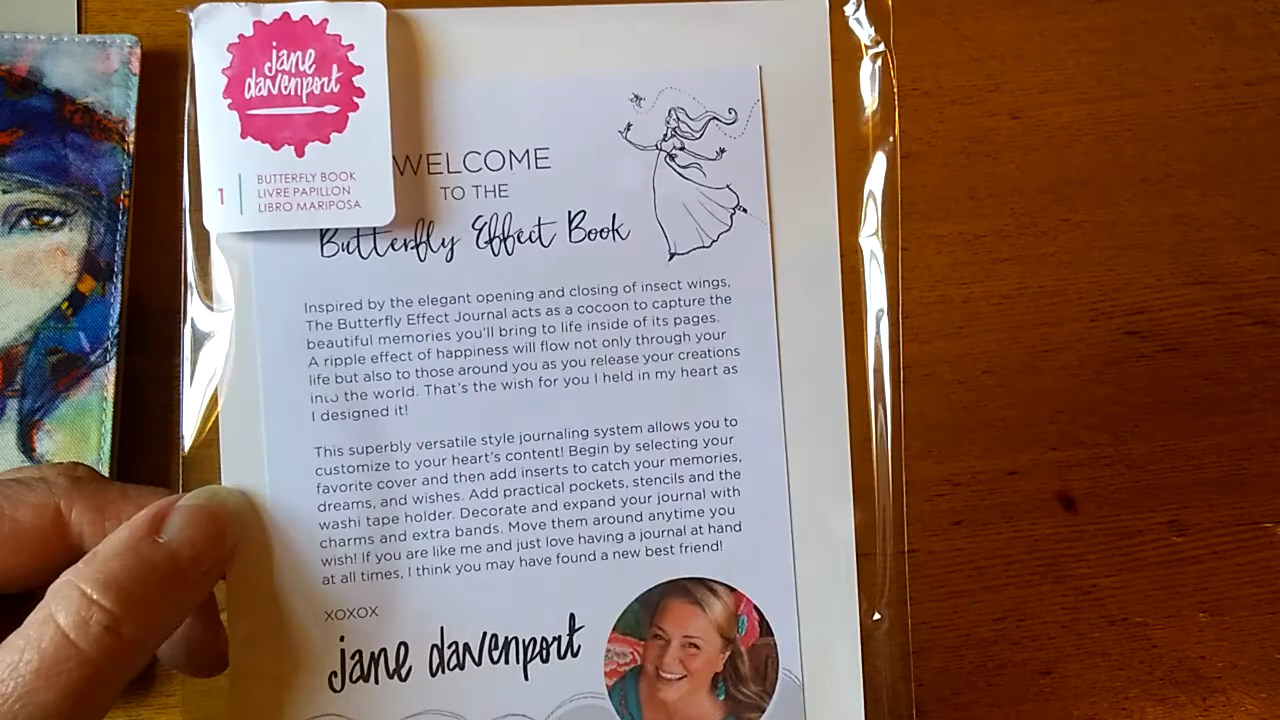 jane
davenport
1
BUTTERFLY BOOK
LIVRE PAPILLON
LIBRO MARIPOSA
WELCOME
TO THE
Butterfly Effect Book
Inspired by the elegant opening and closing of insect wings,
The Butterfly Effect Journal acts as a cocoon to capture the
beautiful memories you'll bring to life inside of its pages.
A ripple effect of happiness will flow not only through your
life but also to those around you as you release your creations
into the world. That's the wish for you I held in my heart as
I designed it!
This superbly versatile style journaling system allows you to
customize to your heart's content! Begin by selecting your
favorite cover and then add inserts to catch your memories,
dreams, and wishes. Add practical pockets, stencils and the
washi tape holder. Decorate and expand your journal with
charms and extra bands. Move them around anytime you
wish! If you are like me and just love having a journal at hand
at all times, I think you may have found a new best friend!
XOXOX
jane davenport